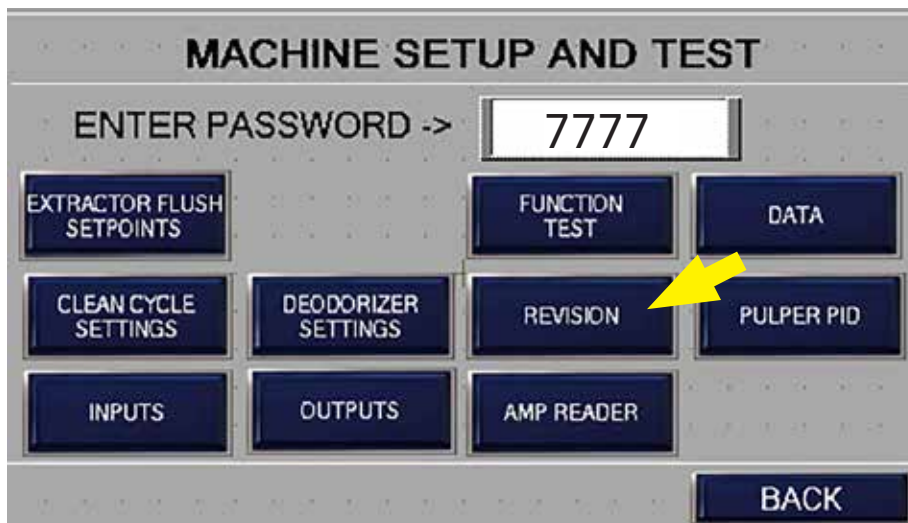 MACHINE SETUP AND TEST
ENTER PASSWORD -> 7777
EXTRACTOR FLUSH
SETPOINTS
FUNCTION
TEST
DATA
CLEAN CYCLE
SETTINGS
DEODORIZER
SETTINGS
REVISION
PULPER PID
INPUTS
OUTPUTS
AMP READER
BACK